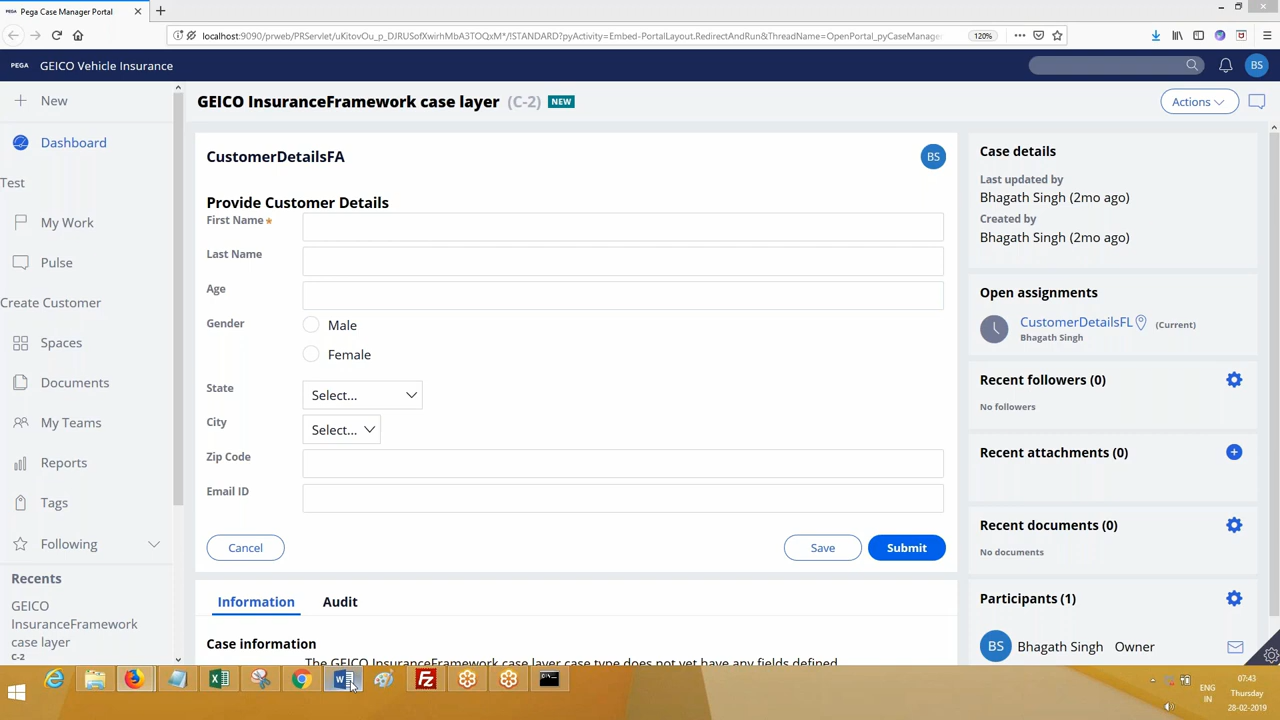 Pega Case Manager Portal
localhost:9090/prweb/PRServlet/uKitovOu_p_DJRUSofXwirhMbA3TOQxM*/!STANDARD?pyActivity=Embed-PortalLayout.RedirectAndRun&ThreadName=OpenPortal_pyCaseManager
120%
PEGA GEICO Vehicle Insurance
BS
New
GEICO InsuranceFramework case layer (C-2) NEW
Actions
Dashboard
Test
My Work
Pulse
Create Customer
Spaces
Documents
My Teams
Reports
Tags
Following
Recents
GEICO
InsuranceFramework
case layer
C-2
CustomerDetailsFA
BS
Provide Customer Details
First Name *
Last Name
Age
Gender
Male
Female
State
Select...
City
Select...
Zip Code
Email ID
Cancel
Save
Submit
Information
Audit
Case information
The GEICO InsuranceFramework case layer case type does not yet have any fields defined
Case details
Last updated by
Bhagath Singh (2mo ago)
Created by
Bhagath Singh (2mo ago)
Open assignments
CustomerDetailsFL (Current)
Bhagath Singh
Recent followers (0)
No followers
Recent attachments (0)
Recent documents (0)
No documents
Participants (1)
BS Bhagath Singh Owner
07:43
ENG
IN
Thursday
28-02-2019